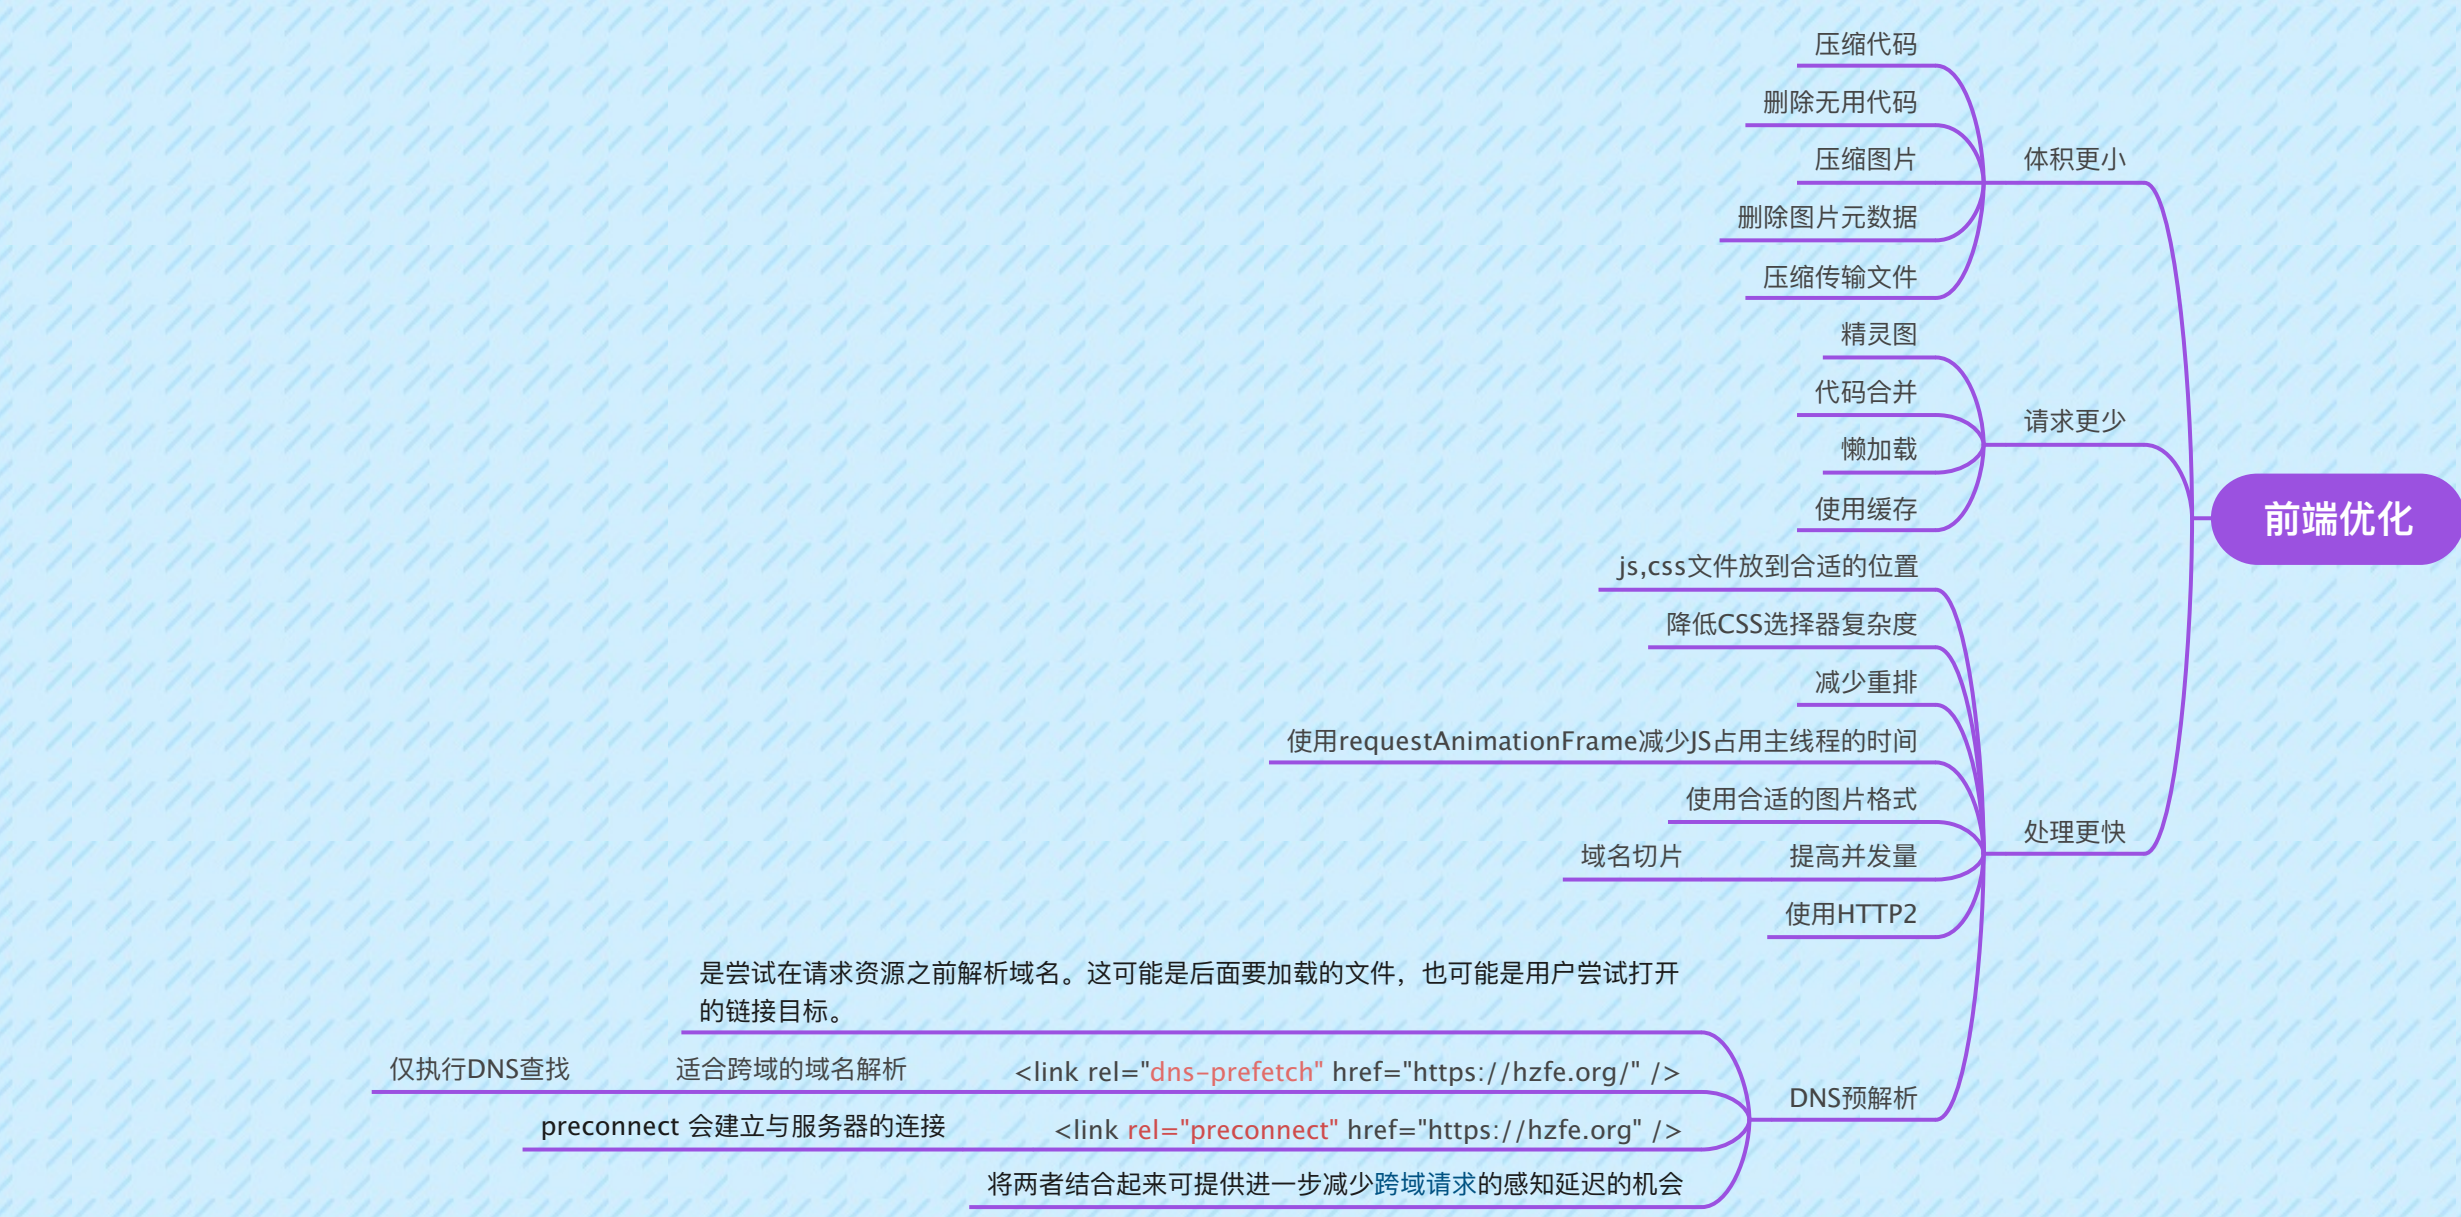 前端优化
体积更小
压缩代码
删除无用代码
压缩图片
删除图片元数据
压缩传输文件
请求更少
精灵图
代码合并
懒加载
使用缓存
处理更快
js,css文件放到合适的位置
降低CSS选择器复杂度
减少重排
使用requestAnimationFrame减少JS占用主线程的时间
使用合适的图片格式
提高并发量
域名切片
使用HTTP2
DNS预解析
是尝试在请求资源之前解析域名。这可能是后面要加载的文件，也可能是用户尝试打开
的链接目标。
<link rel="dns-prefetch" href="https://hzfe.org/" />
适合跨域的域名解析
仅执行DNS查找
<link rel="preconnect" href="https://hzfe.org" />
preconnect 会建立与服务器的连接
将两者结合起来可提供进一步减少跨域请求的感知延迟的机会